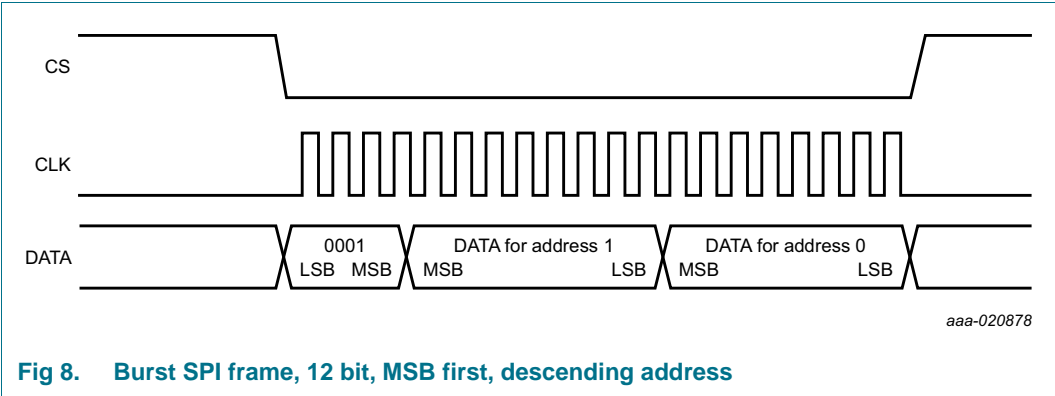 CS
CLK
DATA
0001
LSB MSB
DATA for address 1
MSB LSB
DATA for address 0
MSB LSB
aaa-020878
Fig 8. Burst SPI frame, 12 bit, MSB first, descending address